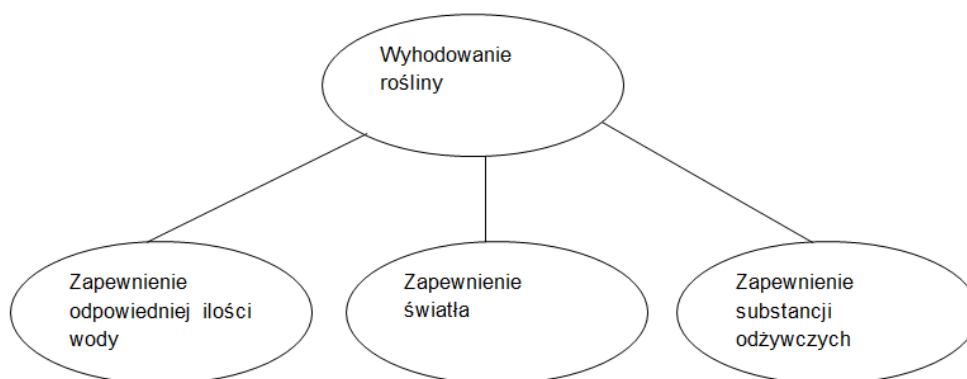 Wyhodowanie
rośliny
Zapewnienie
odpowiedniej ilości
wody
Zapewnienie
światła
Zapewnienie
substancji
odżywczych